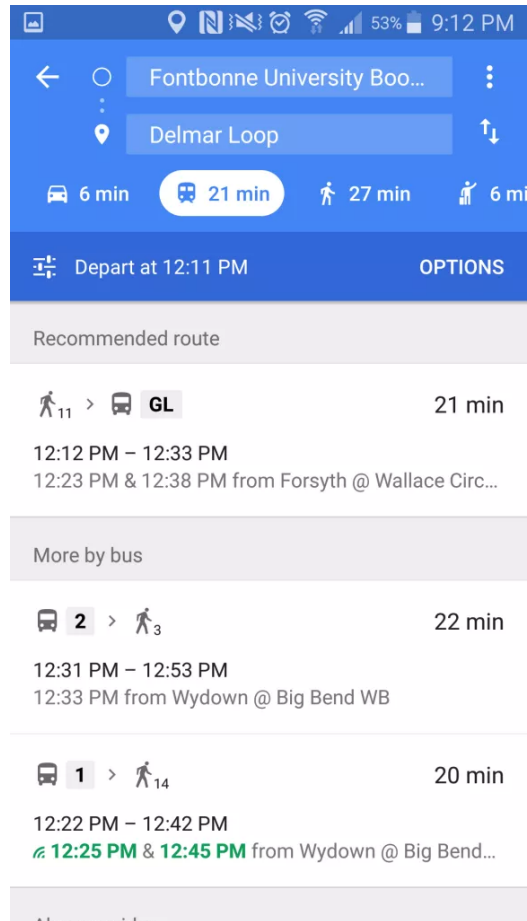 53% 9:12 PM
Fontbonne University Boo...
Delmar Loop
6 min 21 min 27 min 6 mi
Depart at 12:11 PM OPTIONS
Recommended route
11 > GL 21 min
12:12 PM – 12:33 PM
12:23 PM & 12:38 PM from Forsyth @ Wallace Circ...
More by bus
2 > 3 22 min
12:31 PM – 12:53 PM
12:33 PM from Wydown @ Big Bend WB
1 > 14 20 min
12:22 PM – 12:42 PM
12:25 PM & 12:45 PM from Wydown @ Big Bend...